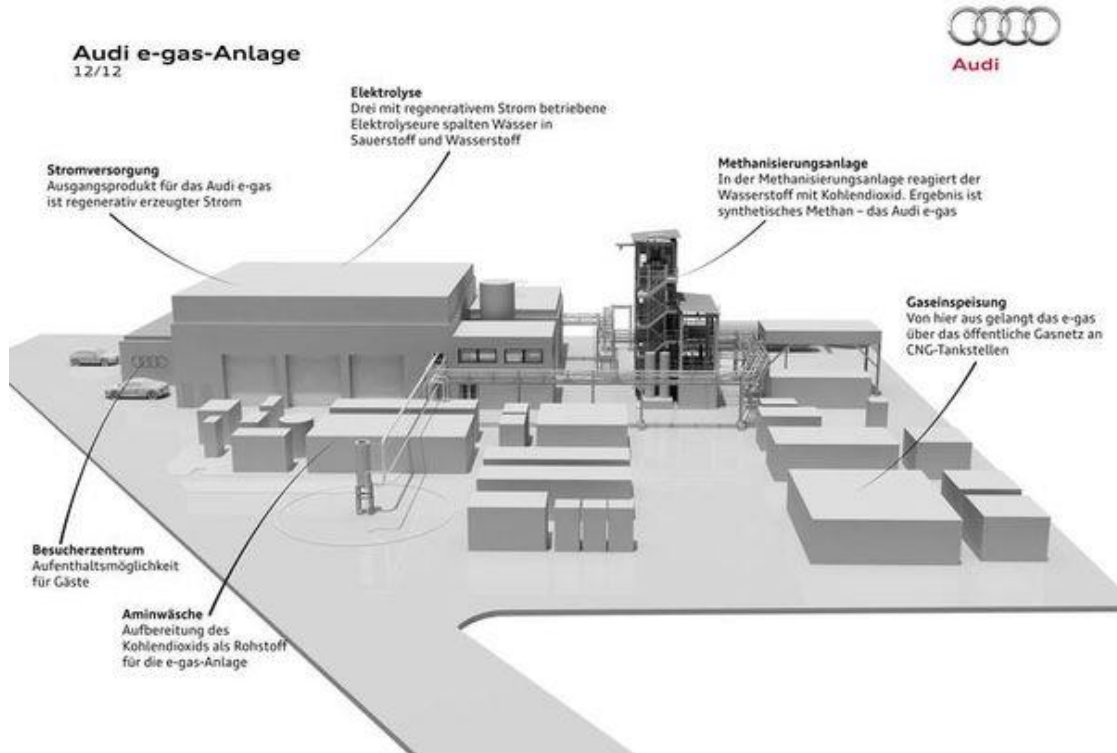 Audi e-gas-Anlage
12/12
Audi
Elektrolyse
Drei mit regenerativem Strom betriebene
Elektrolyseure spalten Wasser in
Sauerstoff und Wasserstoff
Stromversorgung
Ausgangsprodukt für das Audi e-gas
ist regenerativ erzeugter Strom
Methanisierungsanlage
In der Methanisierungsanlage reagiert der
Wasserstoff mit Kohlendioxid. Ergebnis ist
synthetisches Methan – das Audi e-gas
Gaseinspeisung
Von hier aus gelangt das e-gas
über das öffentliche Gasnetz an
CNG-Tankstellen
Besucherzentrum
Aufenthaltsmöglichkeit
für Gäste
Aminwäsche
Aufbereitung des
Kohlendioxids als Rohstoff
für die e-gas-Anlage